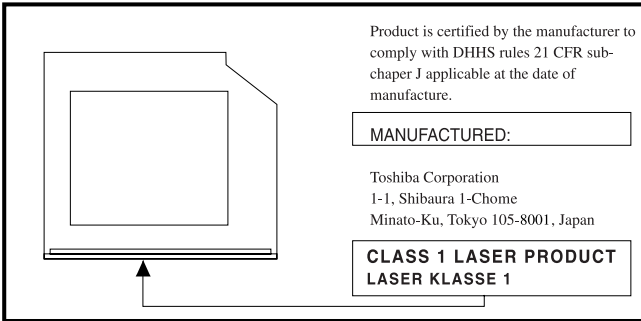 Product is certified by the manufacturer to
comply with DHHS rules 21 CFR sub-
chaper J applicable at the date of
manufacture.
MANUFACTURED:
Toshiba Corporation
1-1, Shibaura 1-Chome
Minato-Ku, Tokyo 105-8001, Japan
CLASS 1 LASER PRODUCT
LASER KLASSE 1